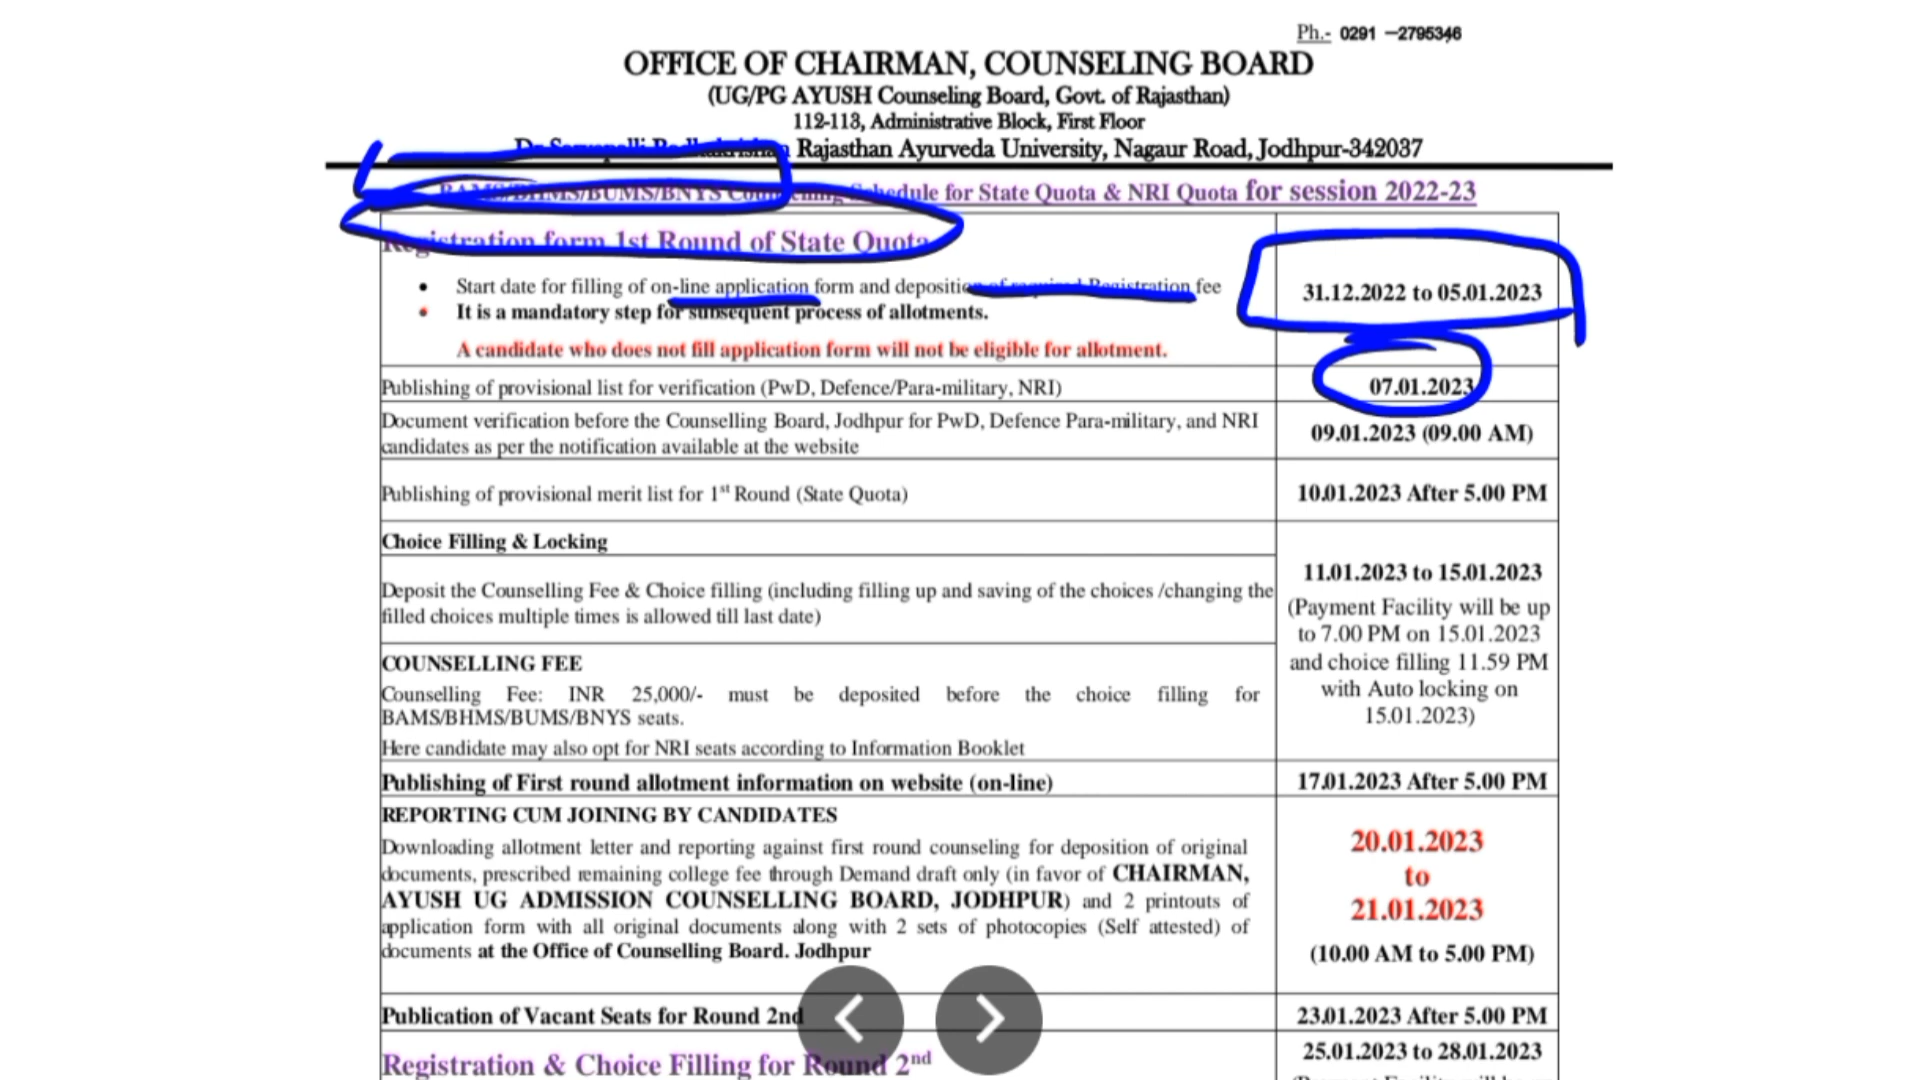 Ph.- 0291 –2795346
OFFICE OF CHAIRMAN, COUNSELING BOARD
(UG/PG AYUSH Counseling Board, Govt. of Rajasthan)
112-113, Administrative Block, First Floor
Dr Sarvepalli Radhakrishan Rajasthan Ayurveda University, Nagaur Road, Jodhpur-342037
BAMS/BHMS/BUMS/BNYS Counseling Schedule for State Quota & NRI Quota for session 2022-23
Registration form 1st Round of State Quota
• Start date for filling of on-line application form and deposition of required Registration fee
31.12.2022 to 05.01.2023
• It is a mandatory step for subsequent process of allotments.
A candidate who does not fill application form will not be eligible for allotment.
Publishing of provisional list for verification (PwD, Defence/Para-military, NRI)
07.01.2023
Document verification before the Counselling Board, Jodhpur for PwD, Defence Para-military, and NRI
candidates as per the notification available at the website
09.01.2023 (09.00 AM)
Publishing of provisional merit list for 1st Round (State Quota)
10.01.2023 After 5.00 PM
Choice Filling & Locking
Deposit the Counselling Fee & Choice filling (including filling up and saving of the choices /changing the
filled choices multiple times is allowed till last date)
COUNSELLING FEE
Counselling Fee: INR 25,000/- must be deposited before the choice filling for
BAMS/BHMS/BUMS/BNYS seats.
Here candidate may also opt for NRI seats according to Information Booklet
11.01.2023 to 15.01.2023
(Payment Facility will be up
to 7.00 PM on 15.01.2023
and choice filling 11.59 PM
with Auto locking on
15.01.2023)
Publishing of First round allotment information on website (on-line)
17.01.2023 After 5.00 PM
REPORTING CUM JOINING BY CANDIDATES
Downloading allotment letter and reporting against first round counseling for deposition of original
documents, prescribed remaining college fee through Demand draft only (in favor of CHAIRMAN,
AYUSH UG ADMISSION COUNSELLING BOARD, JODHPUR) and 2 printouts of
application form with all original documents along with 2 sets of photocopies (Self attested) of
documents at the Office of Counselling Board. Jodhpur
20.01.2023
to
21.01.2023
(10.00 AM to 5.00 PM)
Publication of Vacant Seats for Round 2nd
23.01.2023 After 5.00 PM
Registration & Choice Filling for Round 2nd
25.01.2023 to 28.01.2023